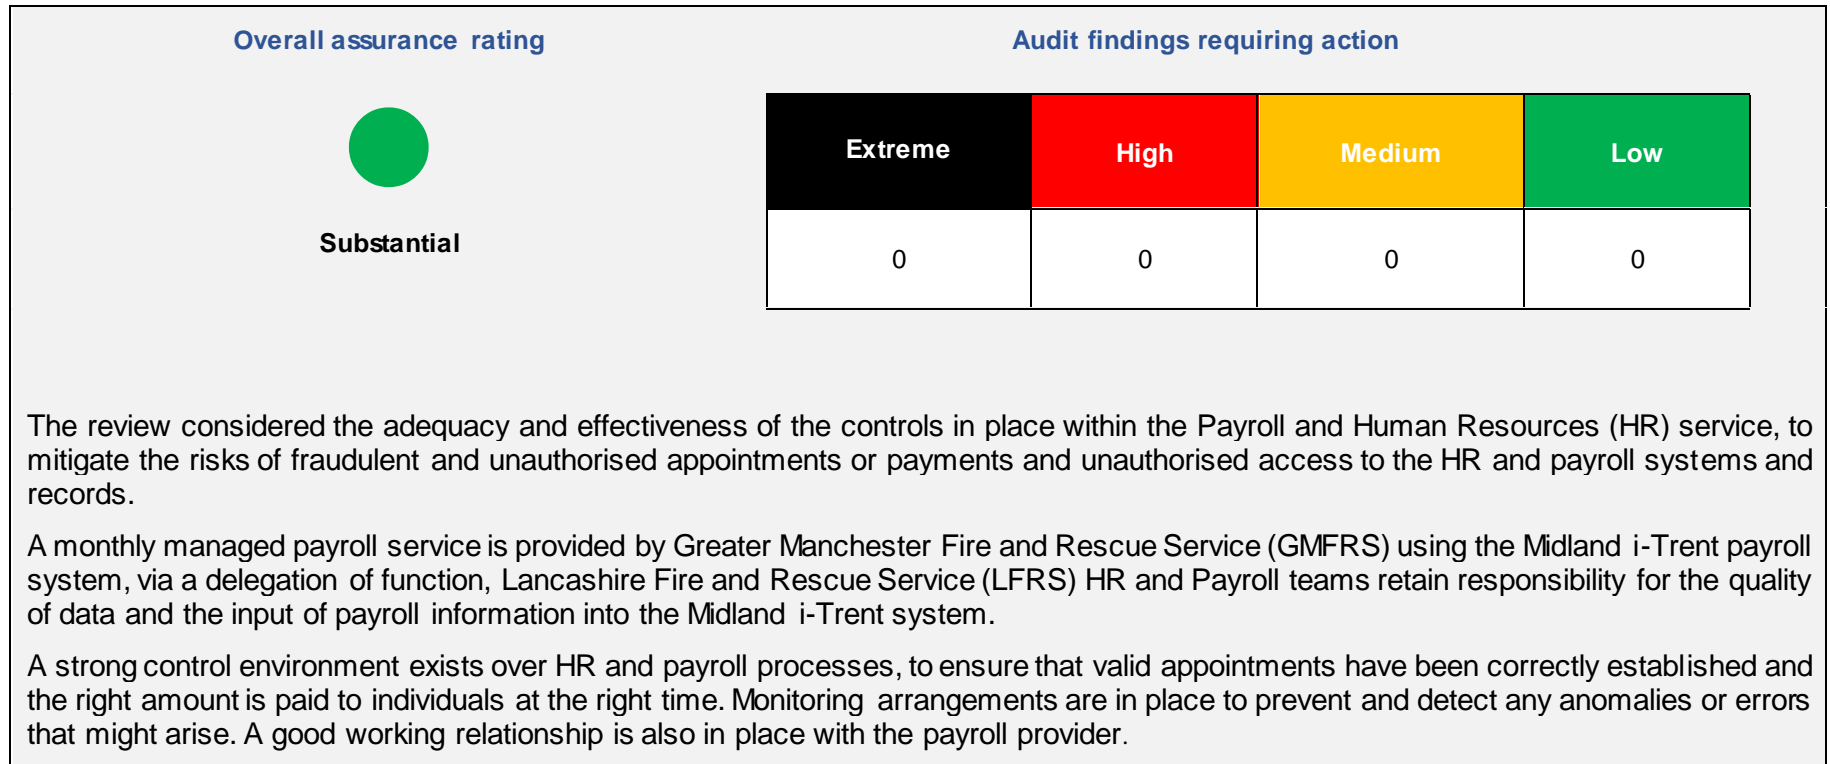 Overall assurance rating
Audit findings requiring action
Extreme High Medium Low
Substantial
0 0 0 0
The review considered the adequacy and effectiveness of the controls in place within the Payroll and Human Resources (HR) service, to
mitigate the risks of fraudulent and unauthorised appointments or payments and unauthorised access to the HR and payroll systems and
records.
A monthly managed payroll service is provided by Greater Manchester Fire and Rescue Service (GMFRS) using the Midland i-Trent payroll
system, via a delegation of function, Lancashire Fire and Rescue Service (LFRS) HR and Payroll teams retain responsibility for the quality
of data and the input of payroll information into the Midland i-Trent system.
A strong control environment exists over HR and payroll processes, to ensure that valid appointments have been correctly established and
the right amount is paid to individuals at the right time. Monitoring arrangements are in place to prevent and detect any anomalies or errors
that might arise. A good working relationship is also in place with the payroll provider.